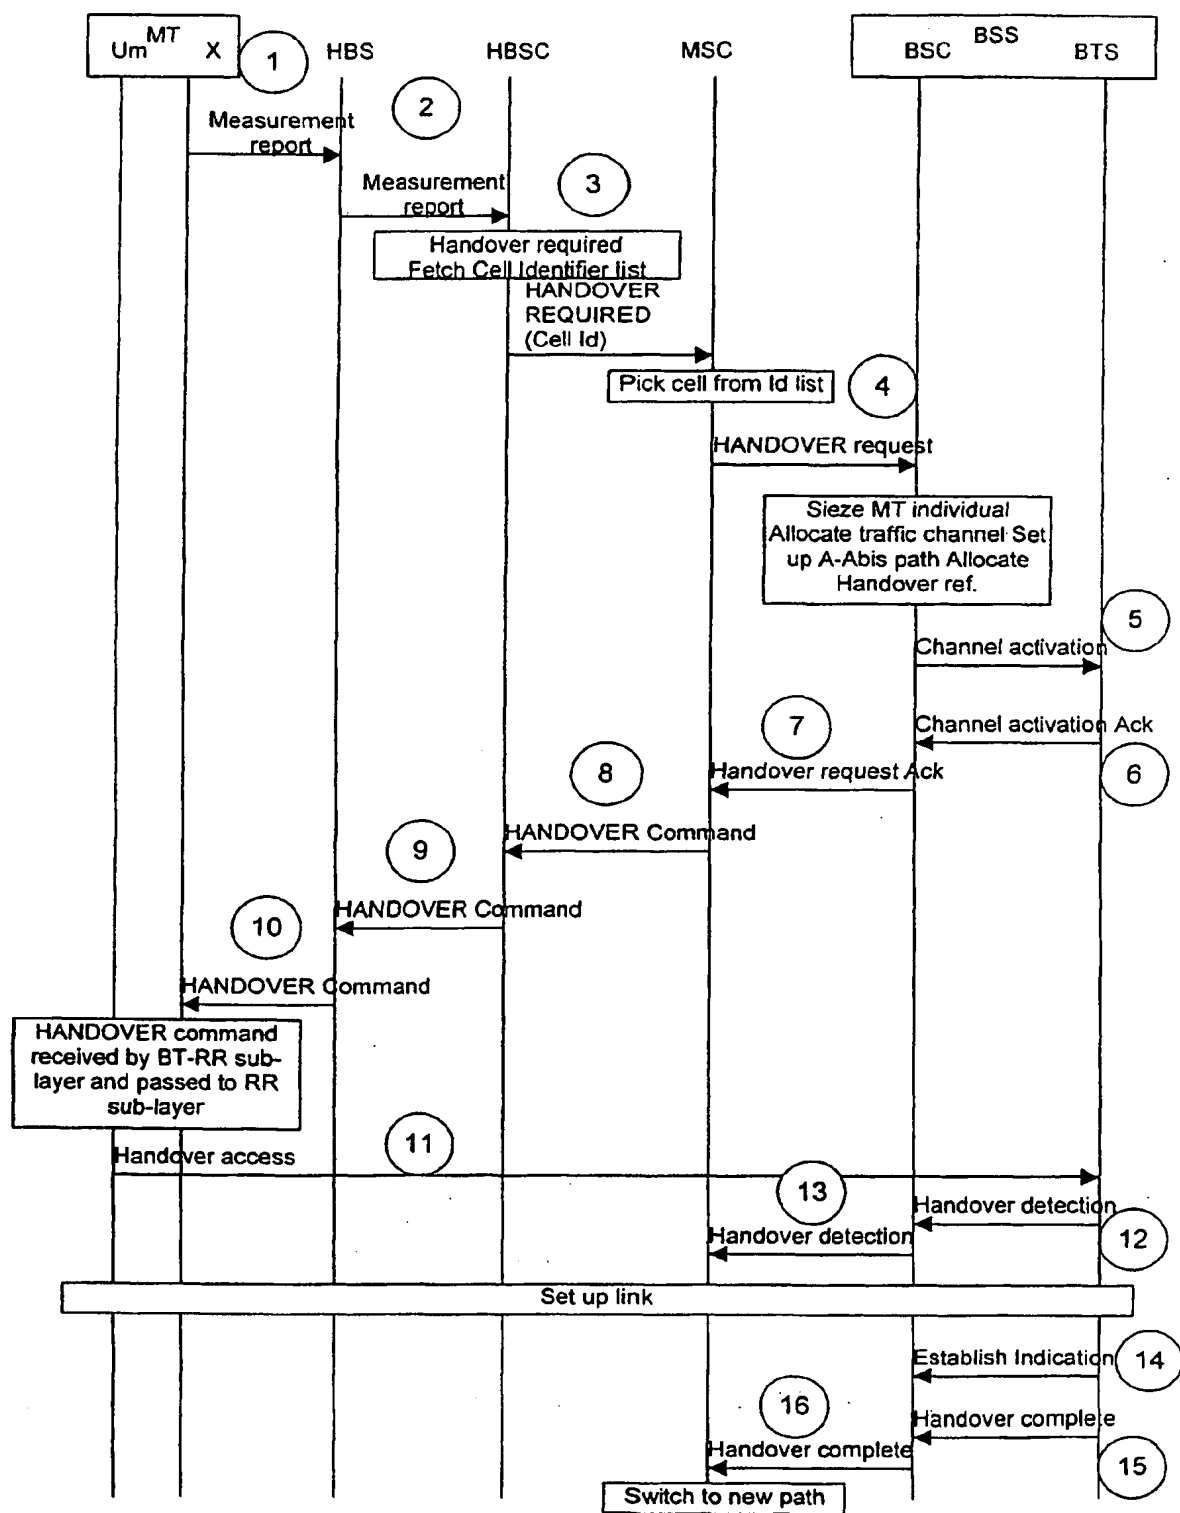 MT
Um X
1
HBS
HBSC
MSC
BSS
BSC BTS
2
Measurement
report
3
Measurement
report
Handover required
Fetch Cell Identifier list
HANDOVER
REQUIRED
(Cell Id)
Pick cell from Id list
4
HANDOVER request
Sieze MT individual
Allocate traffic channel Set
up A-Abis path Allocate
Handover ref.
5
Channel activation
7
Channel activation Ack
8
Handover request Ack
6
9
HANDOVER Command
10
HANDOVER Command
HANDOVER Command
HANDOVER command
received by BT-RR sub-
layer and passed to RR
sub-layer
11
Handover access
13
Handover detection
Handover detection
12
Set up link
Establish Indication
14
16
Handover complete
Handover complete
15
Switch to new path